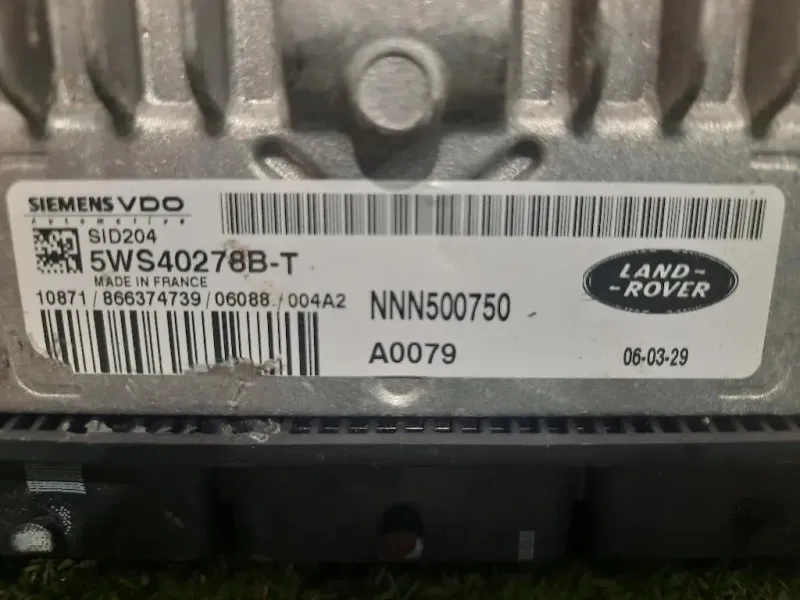 SIEMENS VDO
Automotive
SID204
5WS40278B-T
MADE IN FRANCE
10871 / 866374739 / 06088 / 004A2
NNN500750
A0079
LAND-
-ROVER
06-03-29